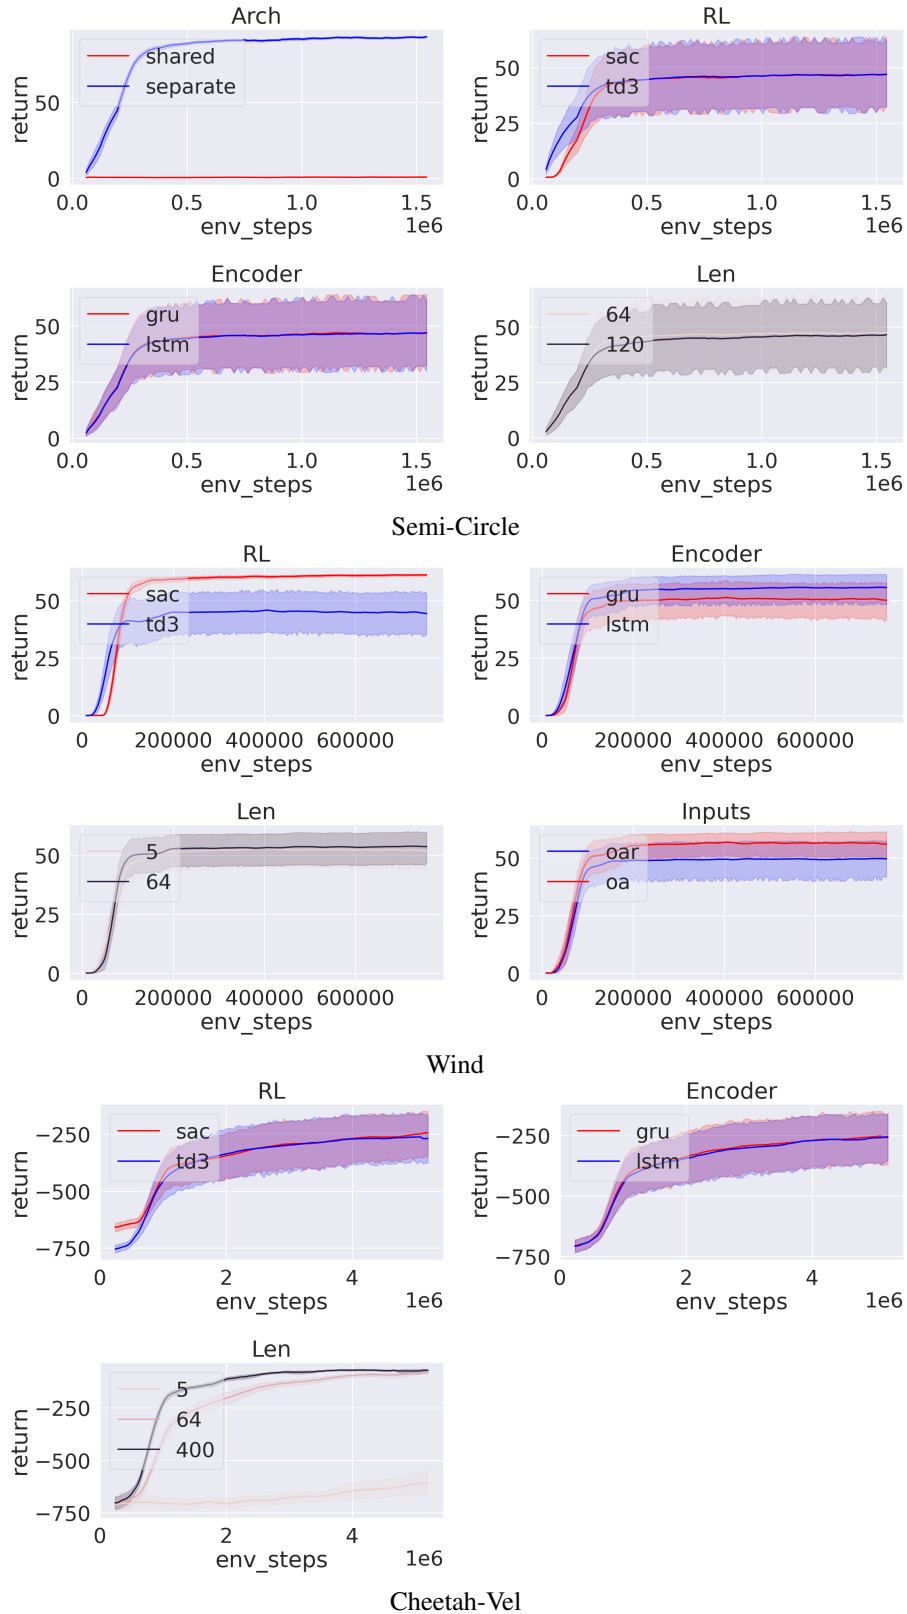 Arch
return
shared
separate
50
0
0.0 0.5 1.0 1.5
1e6
env_steps
RL
return
sac
td3
50
25
0
0.0 0.5 1.0 1.5
1e6
env_steps
Encoder
return
gru
lstm
50
25
0
0.0 0.5 1.0 1.5
1e6
env_steps
Len
return
64
120
50
25
0
0.0 0.5 1.0 1.5
1e6
env_steps
Semi-Circle
RL
return
sac
td3
50
25
0
0 200000 400000 600000
env_steps
Encoder
return
gru
lstm
50
25
0
0 200000 400000 600000
env_steps
Len
return
5
64
50
25
0
0 200000 400000 600000
env_steps
Inputs
return
oar
oa
50
25
0
0 200000 400000 600000
env_steps
Wind
RL
return
sac
td3
−250
−500
−750
0 2 4
1e6
env_steps
Encoder
return
gru
lstm
−250
−500
−750
0 2 4
1e6
env_steps
Len
return
5
64
400
−250
−500
−750
0 2 4
1e6
env_steps
Cheetah-Vel